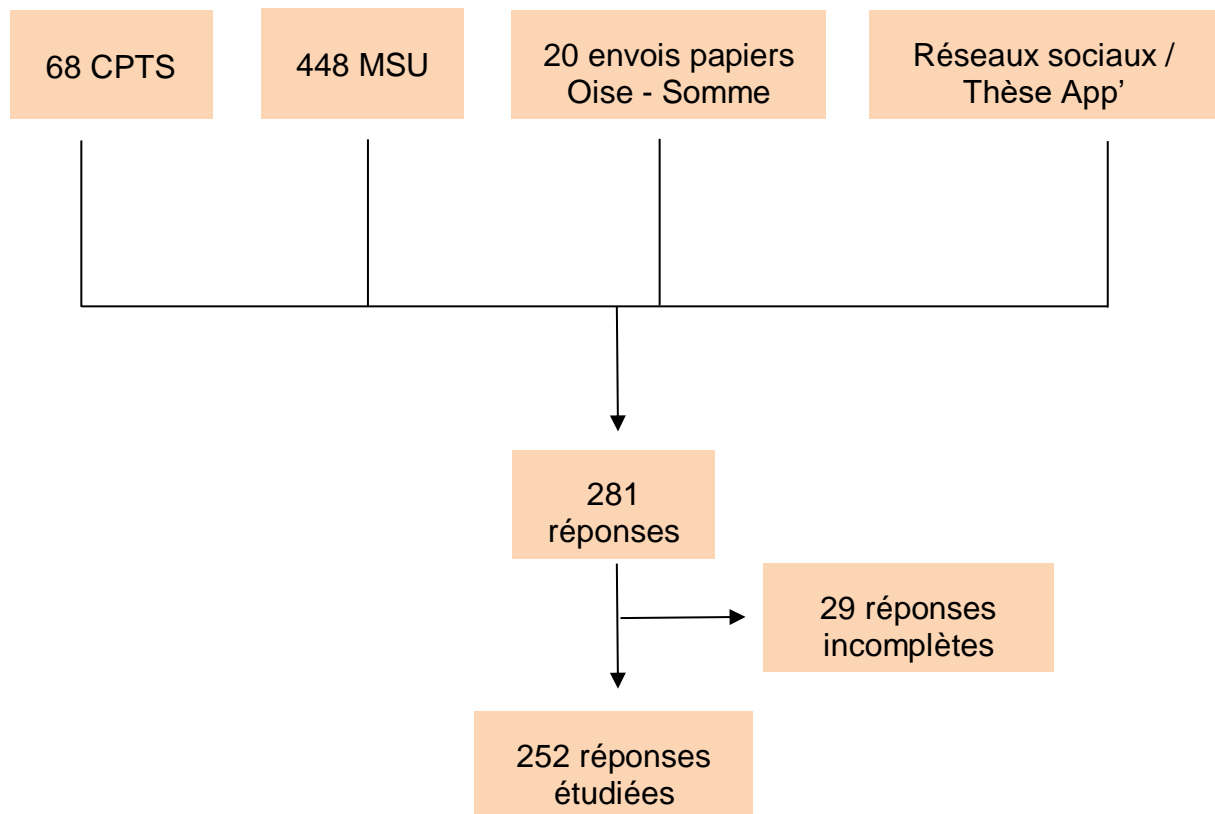 68 CPTS
448 MSU
20 envois papiers
Oise - Somme
Réseaux sociaux /
Thèse App’
281
réponses
29 réponses
incomplètes
252 réponses
étudiées